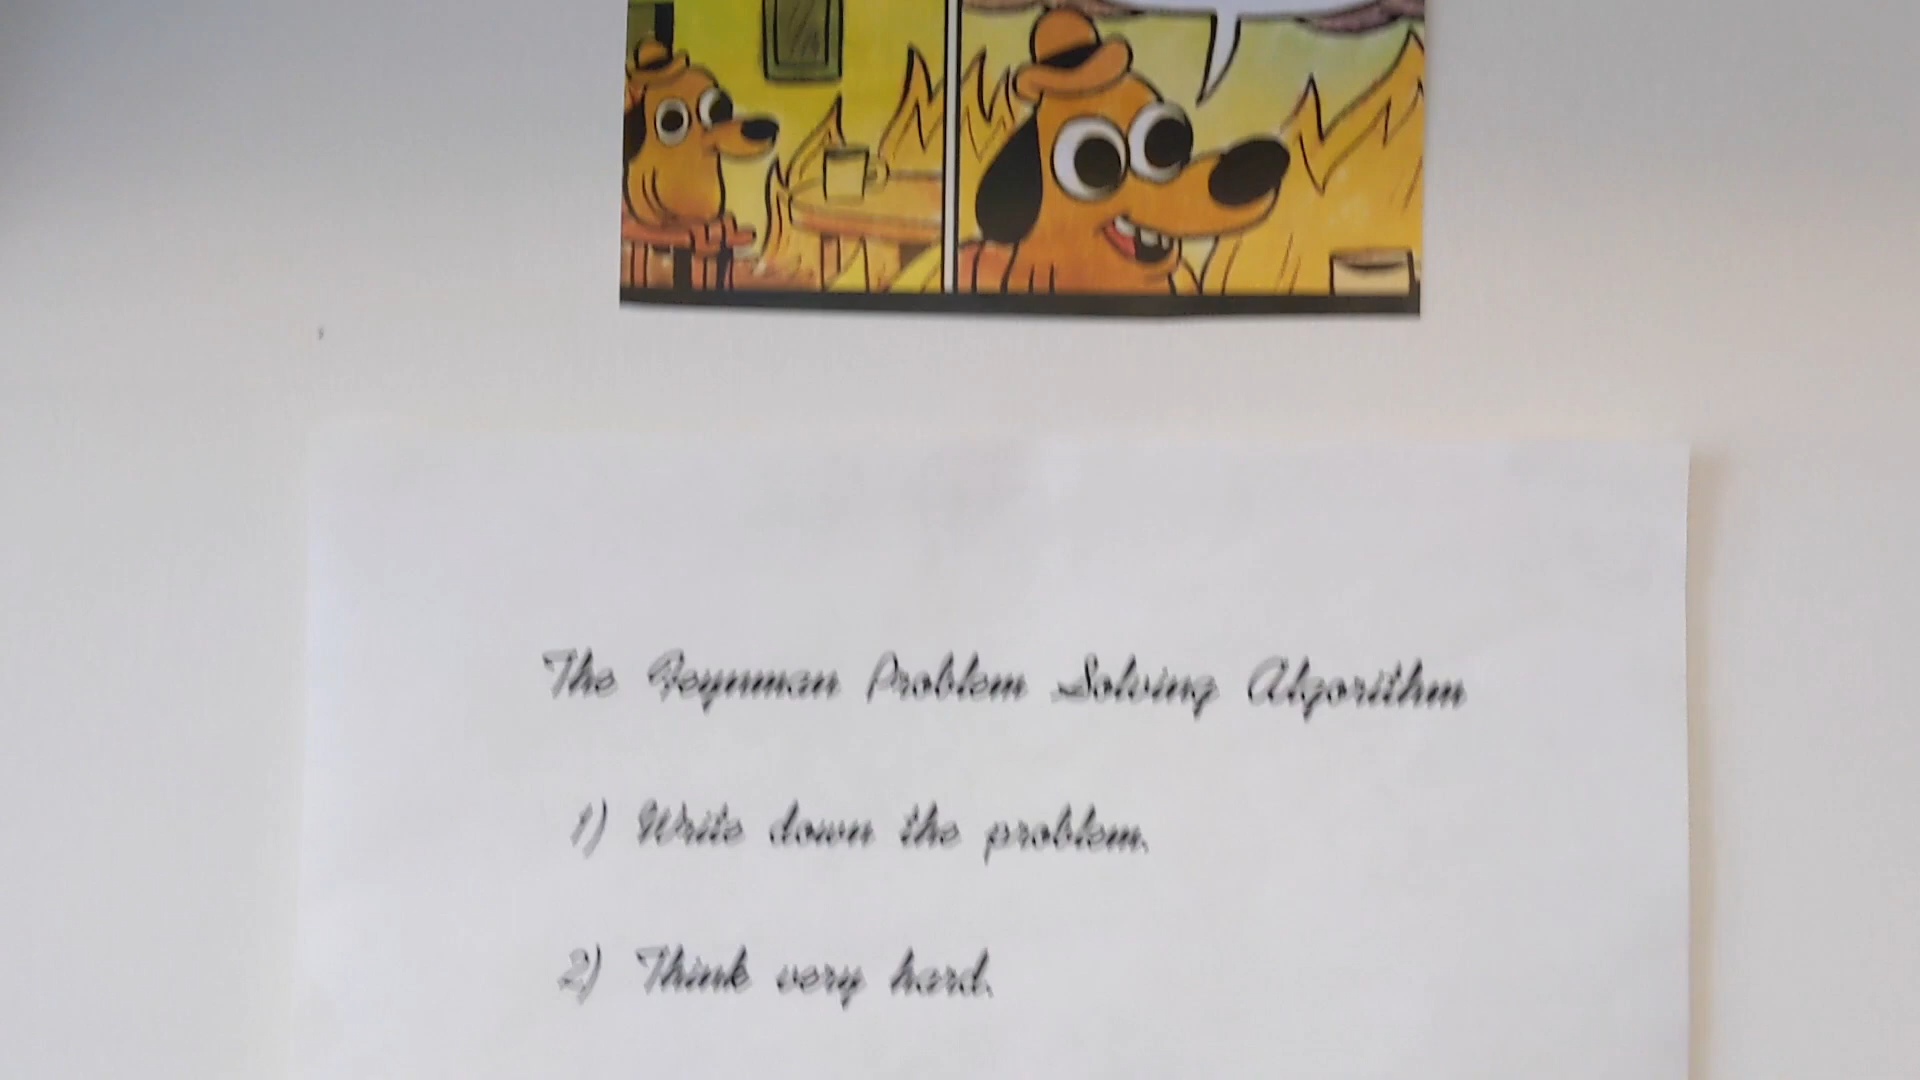 The Feynman Problem Solving Algorithm
1) Write down the problem.
2) Think very hard.